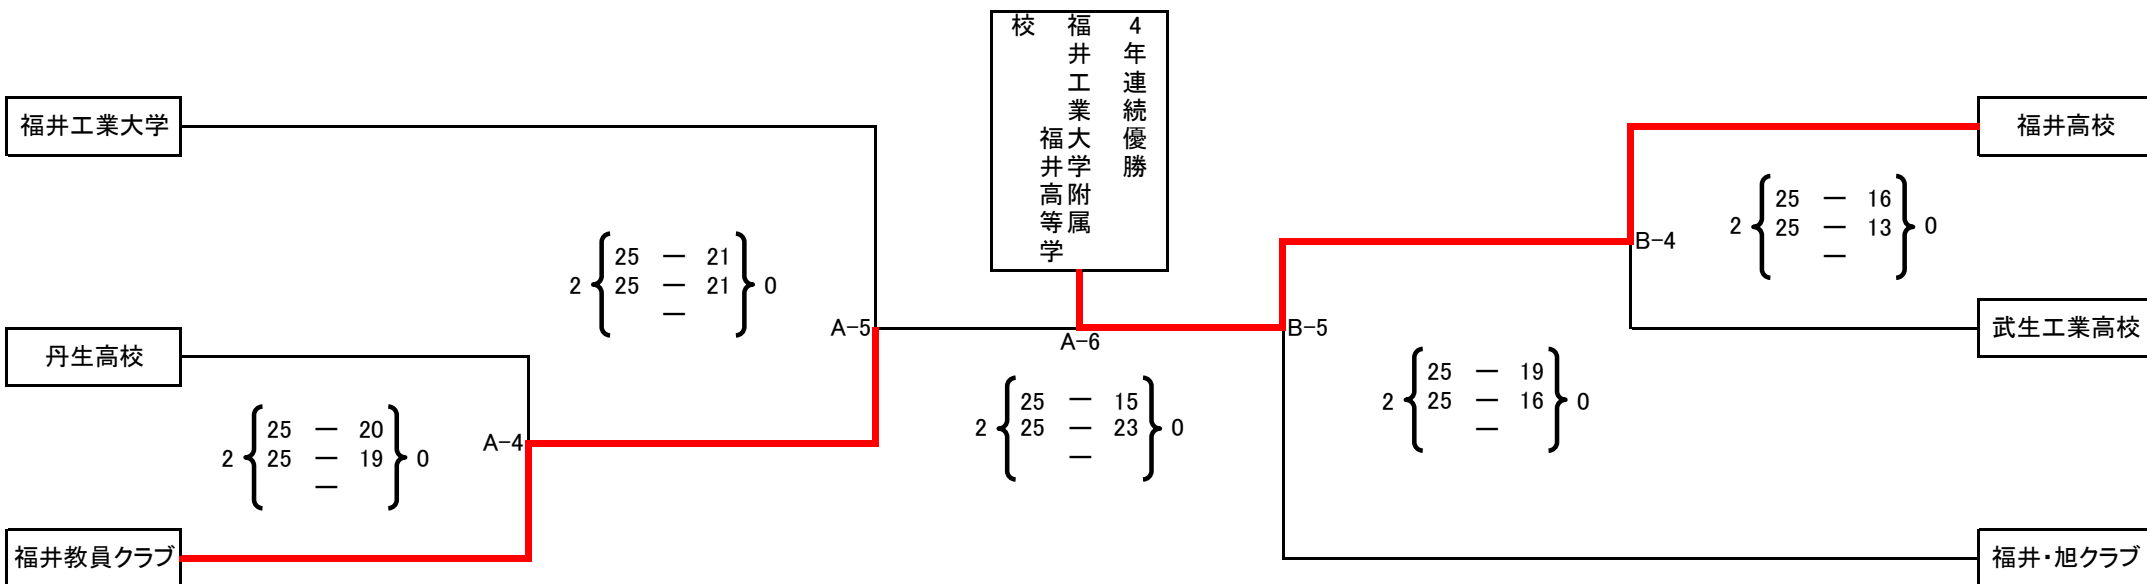 4年連続優勝
福井工業大学附属
福井高等学
校
福井工業大学
丹生高校
福井教員クラブ
福井高校
武生工業高校
福井・旭クラブ
A-5
2 { 25 — 21 } 0
25 — 21
—
A-4
2 { 25 — 20 } 0
25 — 19
—
A-6
2 { 25 — 15 } 0
25 — 23
—
B-4
2 { 25 — 16 } 0
25 — 13
—
B-5
2 { 25 — 19 } 0
25 — 16
—